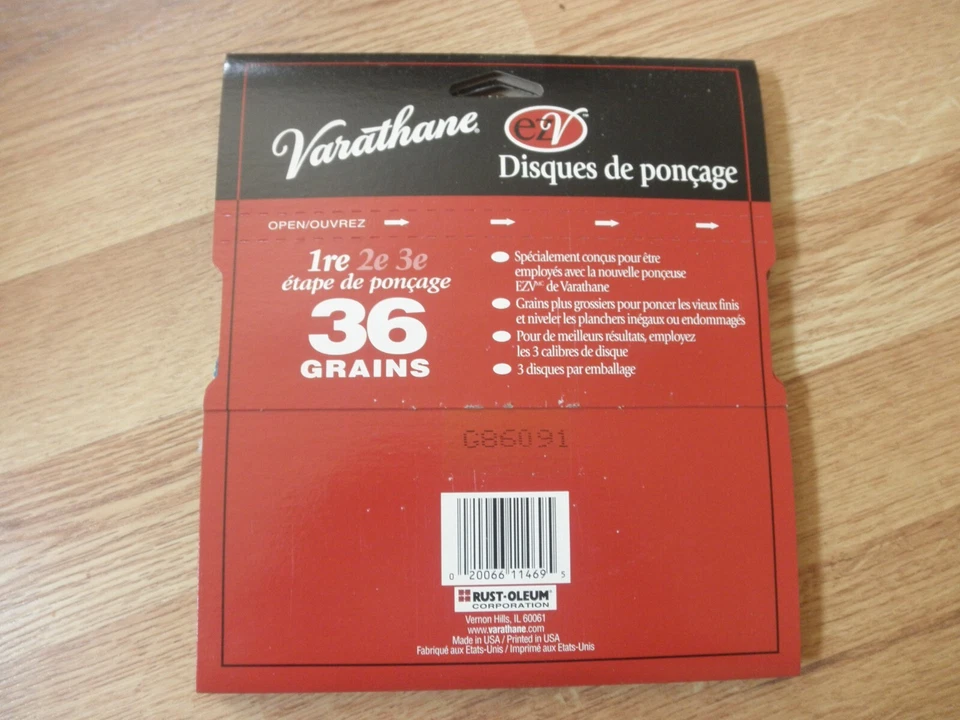 Varathane®
ezV™
Disques de ponçage
OPEN/OUVREZ
1re 2e 3e
étape de ponçage
36
GRAINS
Spécialement conçus pour être
employés avec la nouvelle ponceuse
EZVMC de Varathane
Grains plus grossiers pour poncer les vieux finis
et niveler les planchers inégaux ou endommagés
Pour de meilleurs résultats, employez
les 3 calibres de disque
3 disques par emballage
G86091
0 20066 11469 5
RUST-OLEUM®
CORPORATION
Vernon Hills, IL 60061
www.varathane.com
Made in USA / Printed in USA
Fabriqué aux Etats-Unis / Imprimé aux Etats-Unis